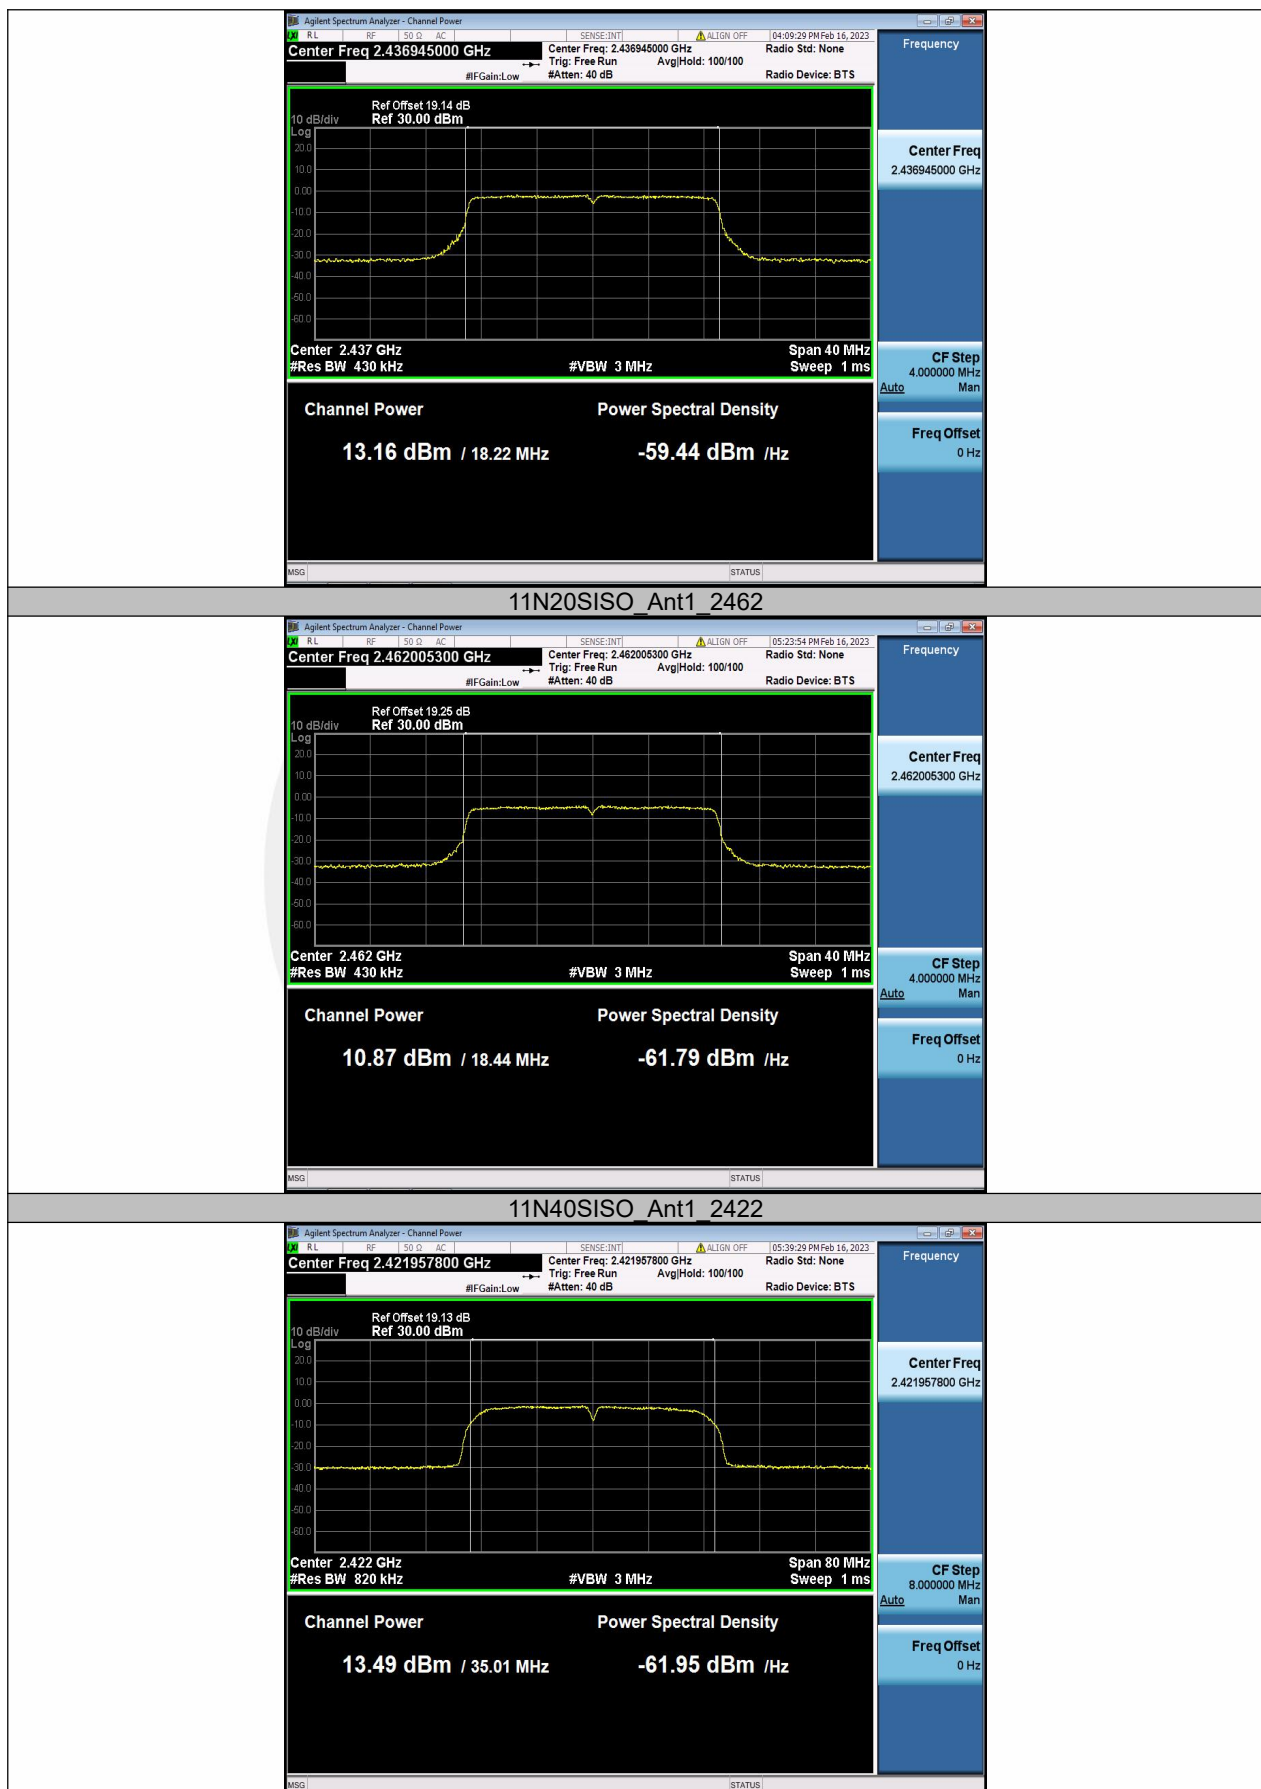 Agilent Spectrum Analyzer - Channel Power
LXI RL RF 50 Ω AC SENSE:INT ALIGN OFF 04:09:29 PM Feb 16, 2023
Center Freq 2.436945000 GHz Center Freq: 2.436945000 GHz Radio Std: None Frequency
Trig: Free Run Avg|Hold: 100/100
#IFGain:Low #Atten: 40 dB Radio Device: BTS
Ref Offset 19.14 dB
10 dB/div Ref 30.00 dBm
Log
20.0
10.0
0.00
-10.0
-20.0
-30.0
-40.0
-50.0
-60.0
Center 2.437 GHz Span 40 MHz
#Res BW 430 kHz #VBW 3 MHz Sweep 1 ms
Center Freq
2.436945000 GHz
CF Step
4.000000 MHz
Auto Man
Freq Offset
0 Hz
Channel Power Power Spectral Density
13.16 dBm / 18.22 MHz -59.44 dBm /Hz
MSG STATUS
11N20SISO_Ant1_2462
Agilent Spectrum Analyzer - Channel Power
LXI RL RF 50 Ω AC SENSE:INT ALIGN OFF 05:23:54 PM Feb 16, 2023
Center Freq 2.462005300 GHz Center Freq: 2.462005300 GHz Radio Std: None Frequency
Trig: Free Run Avg|Hold: 100/100
#IFGain:Low #Atten: 40 dB Radio Device: BTS
Ref Offset 19.25 dB
10 dB/div Ref 30.00 dBm
Log
20.0
10.0
0.00
-10.0
-20.0
-30.0
-40.0
-50.0
-60.0
Center 2.462 GHz Span 40 MHz
#Res BW 430 kHz #VBW 3 MHz Sweep 1 ms
Center Freq
2.462005300 GHz
CF Step
4.000000 MHz
Auto Man
Freq Offset
0 Hz
Channel Power Power Spectral Density
10.87 dBm / 18.44 MHz -61.79 dBm /Hz
MSG STATUS
11N40SISO_Ant1_2422
Agilent Spectrum Analyzer - Channel Power
LXI RL RF 50 Ω AC SENSE:INT ALIGN OFF 05:39:29 PM Feb 16, 2023
Center Freq 2.421957800 GHz Center Freq: 2.421957800 GHz Radio Std: None Frequency
Trig: Free Run Avg|Hold: 100/100
#IFGain:Low #Atten: 40 dB Radio Device: BTS
Ref Offset 19.13 dB
10 dB/div Ref 30.00 dBm
Log
20.0
10.0
0.00
-10.0
-20.0
-30.0
-40.0
-50.0
-60.0
Center 2.422 GHz Span 80 MHz
#Res BW 820 kHz #VBW 3 MHz Sweep 1 ms
Center Freq
2.421957800 GHz
CF Step
8.000000 MHz
Auto Man
Freq Offset
0 Hz
Channel Power Power Spectral Density
13.49 dBm / 35.01 MHz -61.95 dBm /Hz
MSG STATUS